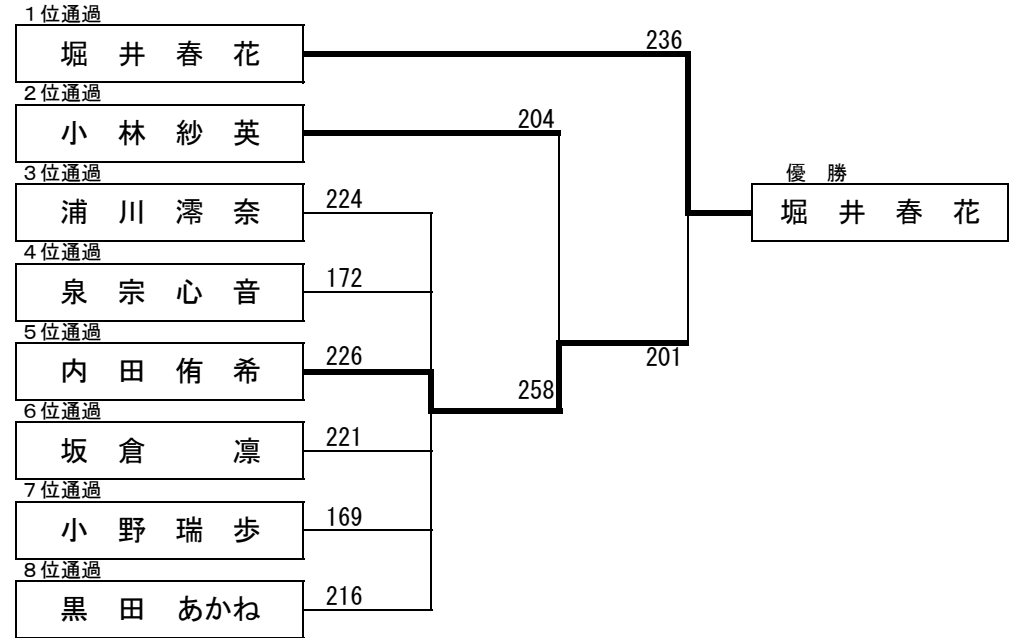 １位通過
堀 井 春 花
236
２位通過
小 林 紗 英
204
３位通過
浦 川 澪 奈
224
優 勝
堀 井 春 花
４位通過
泉 宗 心 音
172
５位通過
内 田 侑 希
226
201
258
６位通過
坂 倉 凛
221
７位通過
小 野 瑞 歩
169
８位通過
黒 田 あかね
216